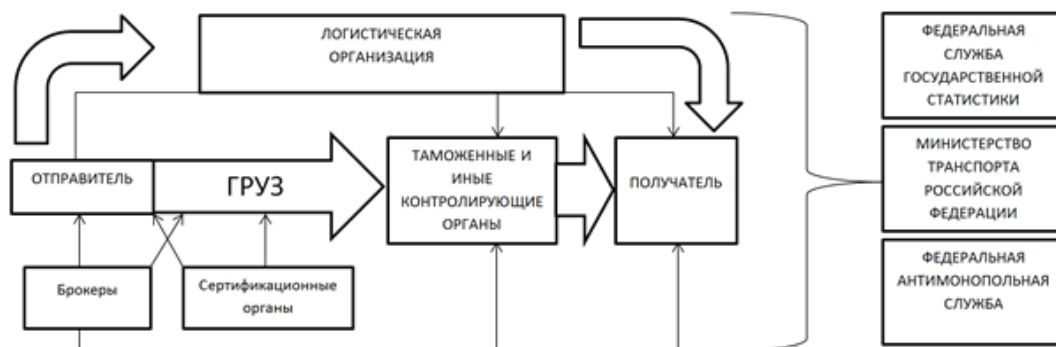 ЛОГИСТИЧЕСКАЯ
ОРГАНИЗАЦИЯ
ОТПРАВИТЕЛЬ
ГРУЗ
ТАМОЖЕННЫЕ И
ИНЫЕ
КОНТРОЛИРУЮЩИЕ
ОРГАНЫ
ПОЛУЧАТЕЛЬ
Брокеры
Сертификационные
органы
ФЕДЕРАЛЬНАЯ
СЛУЖБА
ГОСУДАРСТВЕННОЙ
СТАТИСТИКИ
МИНИСТЕРСТВО
ТРАНСПОРТА
РОССИЙСКОЙ
ФЕДЕРАЦИИ
ФЕДЕРАЛЬНАЯ
АНТИМОНОПОЛЬНАЯ
СЛУЖБА